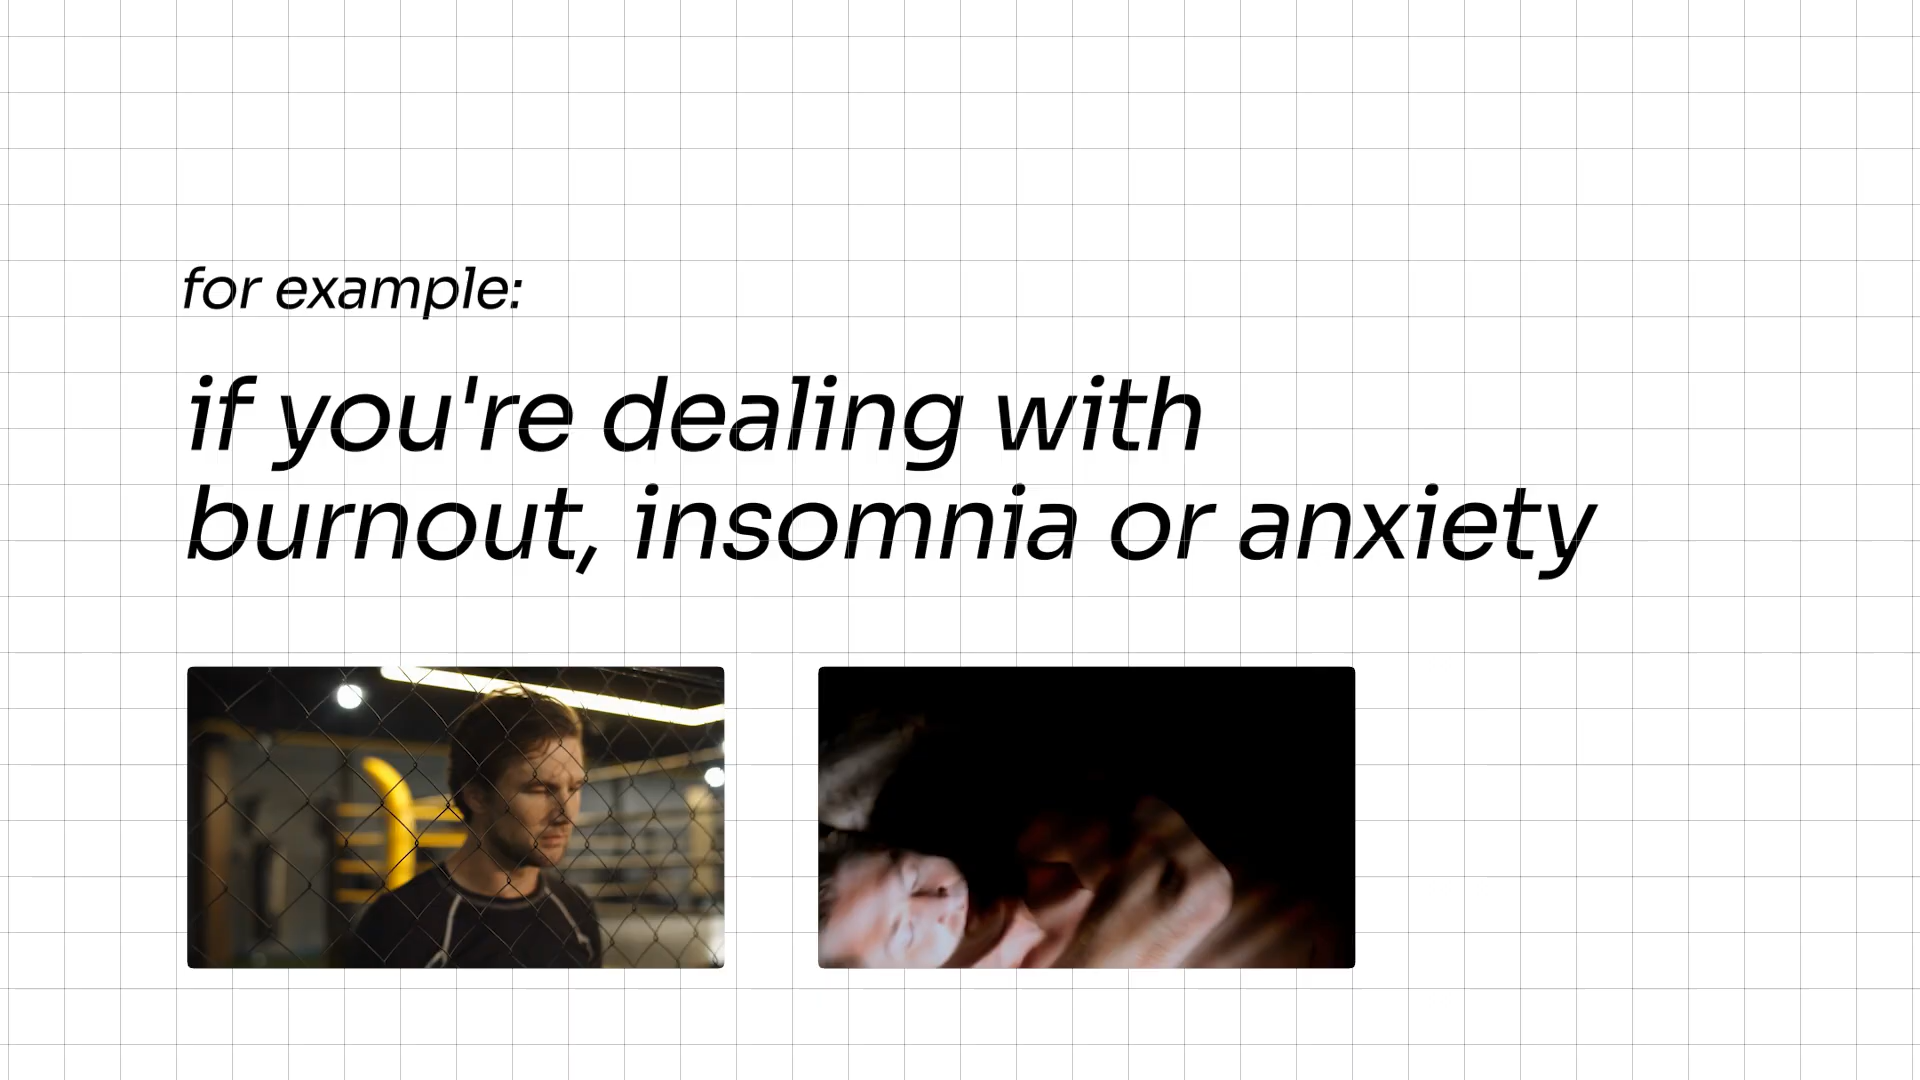 for example:
if you're dealing with
burnout, insomnia or anxiety